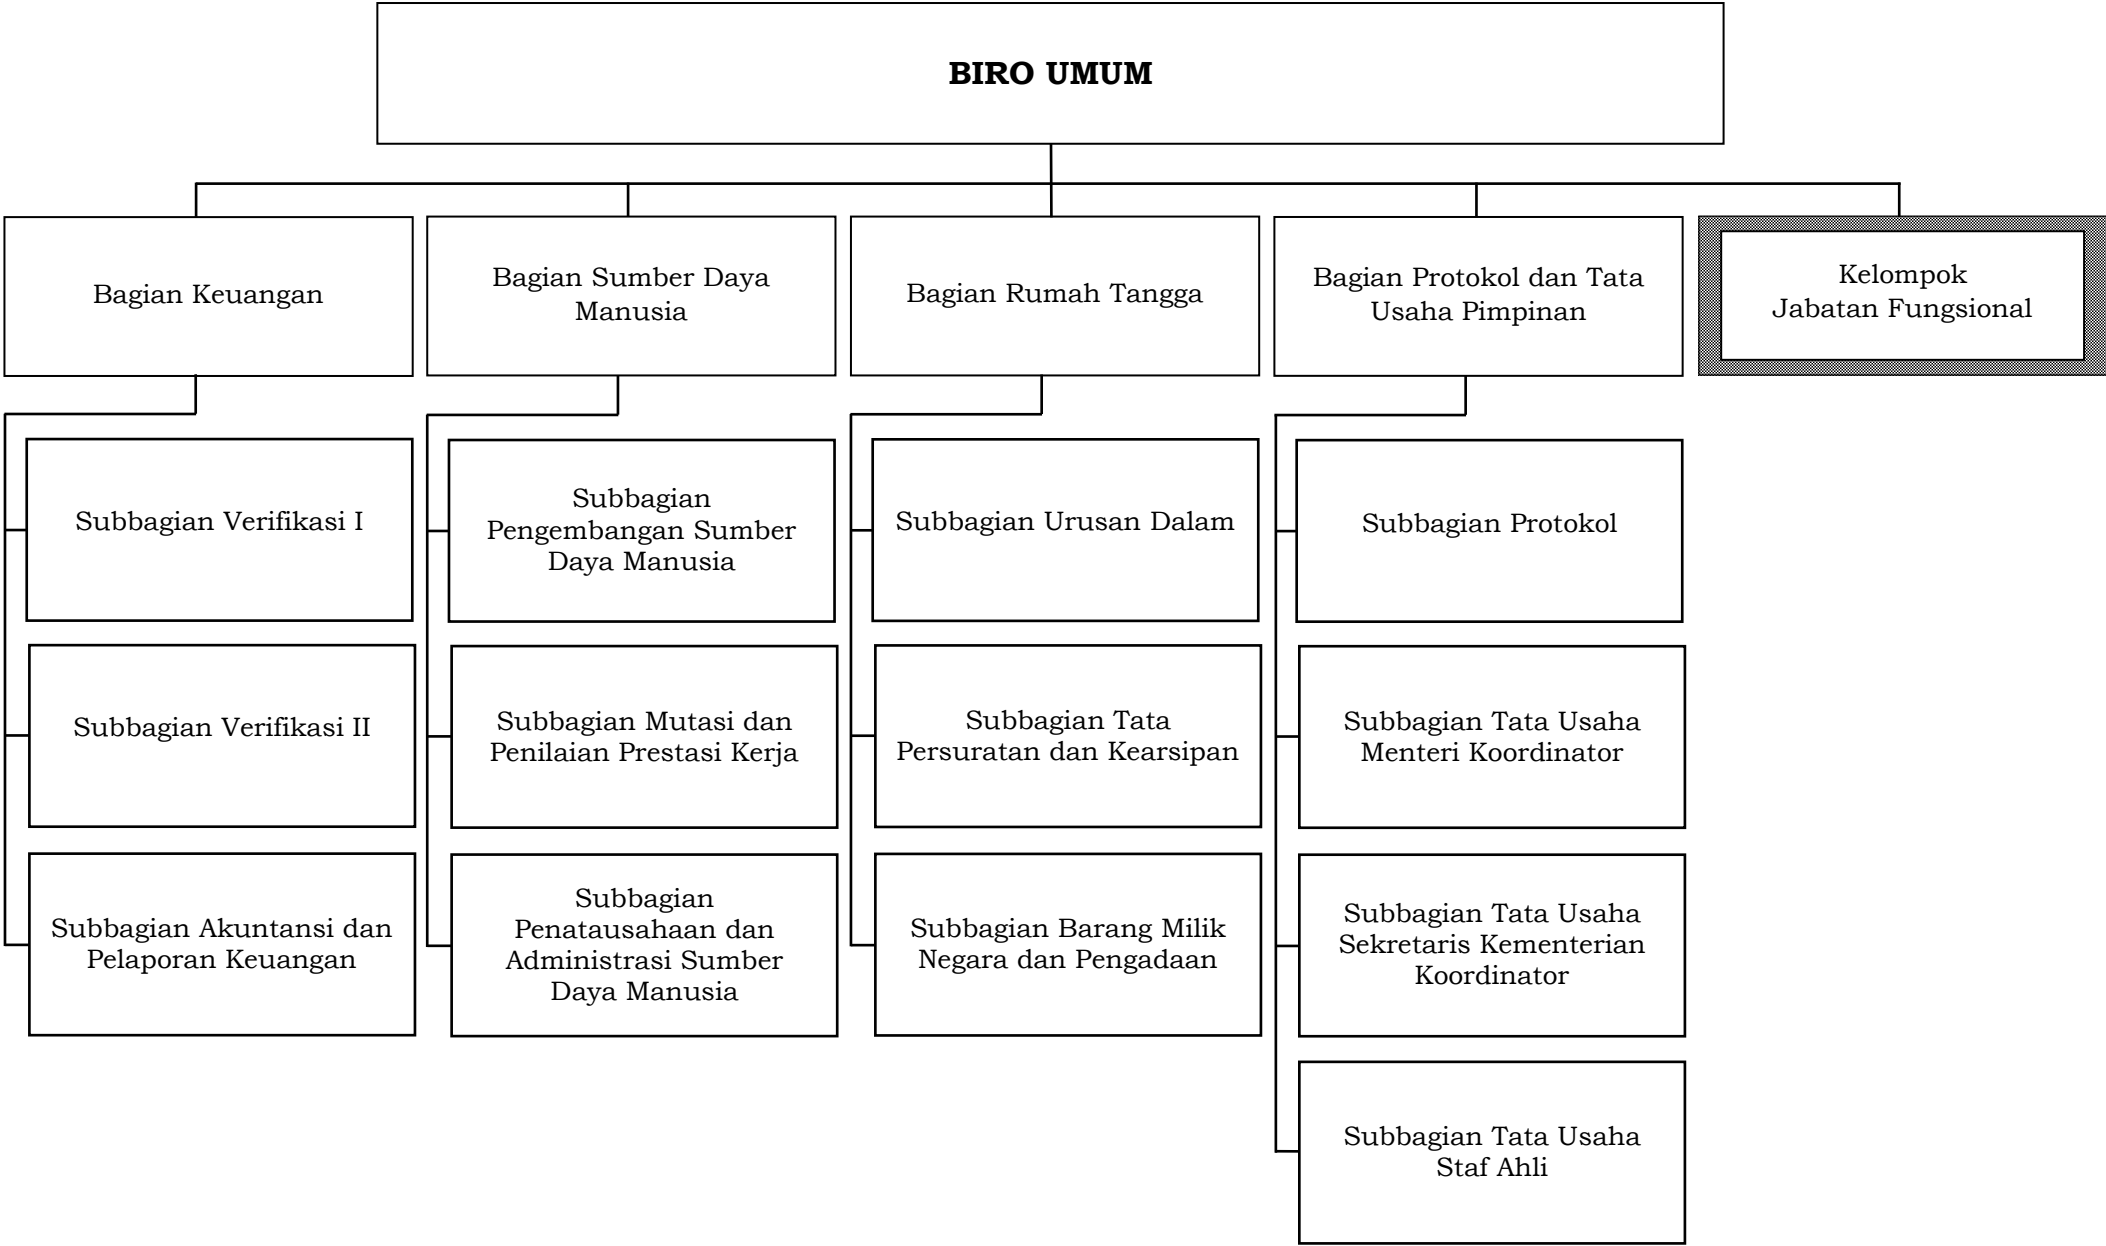 BIRO UMUM
Bagian Keuangan
Bagian Sumber Daya
Manusia
Bagian Rumah Tangga
Bagian Protokol dan Tata
Usaha Pimpinan
Kelompok
Jabatan Fungsional
Subbagian Verifikasi I
Subbagian
Pengembangan Sumber
Daya Manusia
Subbagian Urusan Dalam
Subbagian Protokol
Subbagian Verifikasi II
Subbagian Mutasi dan
Penilaian Prestasi Kerja
Subbagian Tata
Persuratan dan Kearsipan
Subbagian Tata Usaha
Menteri Koordinator
Subbagian Akuntansi dan
Pelaporan Keuangan
Subbagian
Penatausahaan dan
Administrasi Sumber
Daya Manusia
Subbagian Barang Milik
Negara dan Pengadaan
Subbagian Tata Usaha
Sekretaris Kementerian
Koordinator
Subbagian Tata Usaha
Staf Ahli